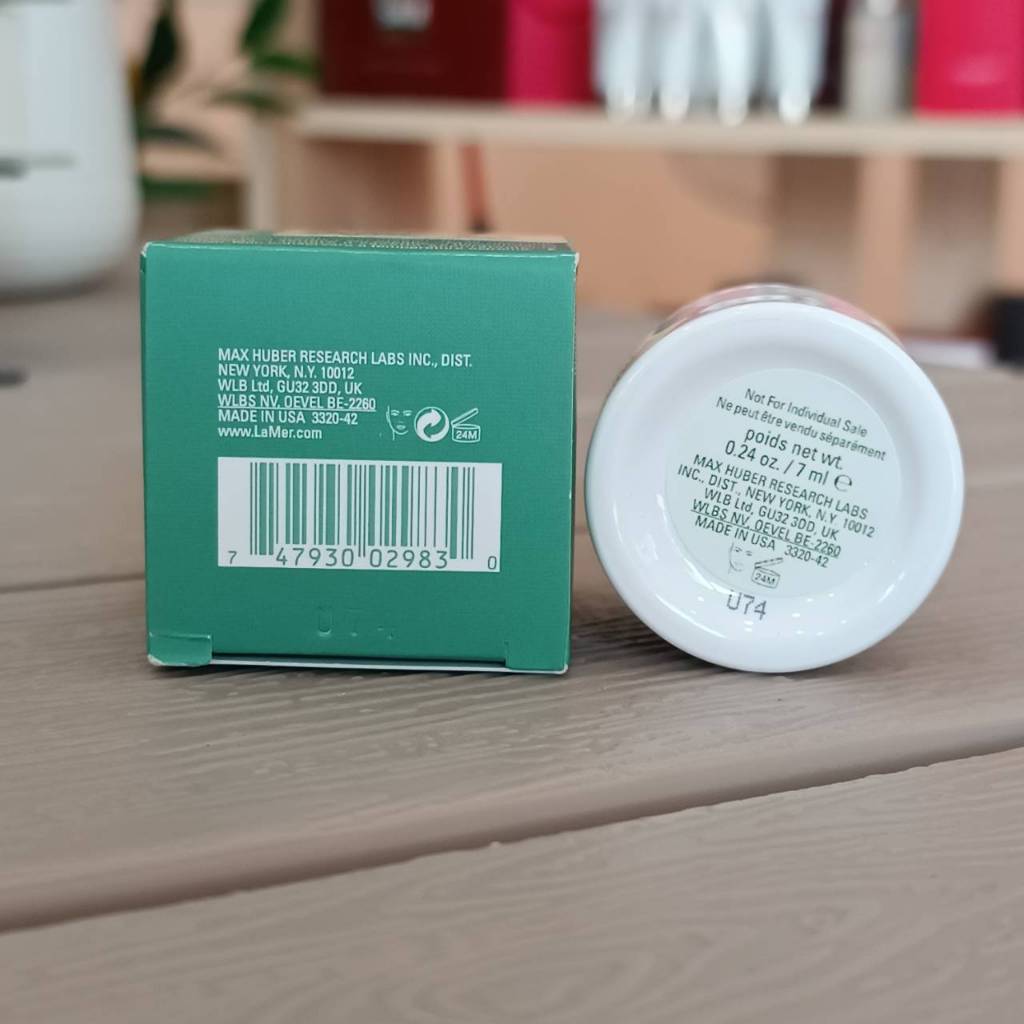 MAX HUBER RESEARCH LABS INC., DIST.
NEW YORK, N.Y. 10012
WLB Ltd, GU32 3DD, UK
WLBS NV, OEVEL BE-2260
MADE IN USA 3320-42
www.LaMer.com
24M
7 47930 02983 0
Not For Individual Sale
Ne peut être vendu séparément
poids net wt.
0.24 oz. / 7 ml ℮
MAX HUBER RESEARCH LABS
INC., DIST., NEW YORK, N.Y. 10012
WLB Ltd, GU32 3DD, UK
WLBS NV, OEVEL BE-2260
MADE IN USA 3320-42
24M
U74